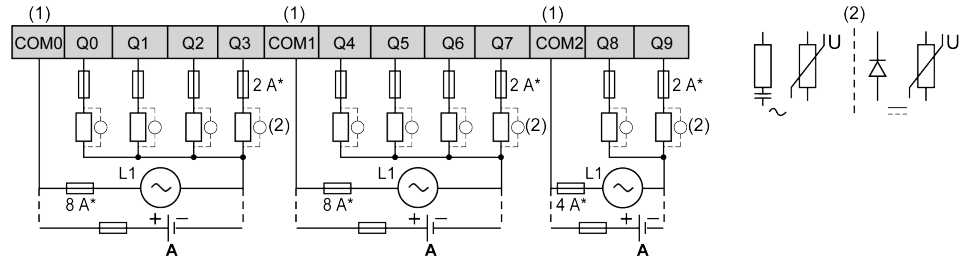 (1) (1) (1) (2)
COM0 Q0 Q1 Q2 Q3 COM1 Q4 Q5 Q6 Q7 COM2 Q8 Q9
U U
2 A* 2 A* 2 A*
(2) (2) (2)
L1 L1 L1
8 A* 8 A* 4 A*
+ − + − + −
A A A